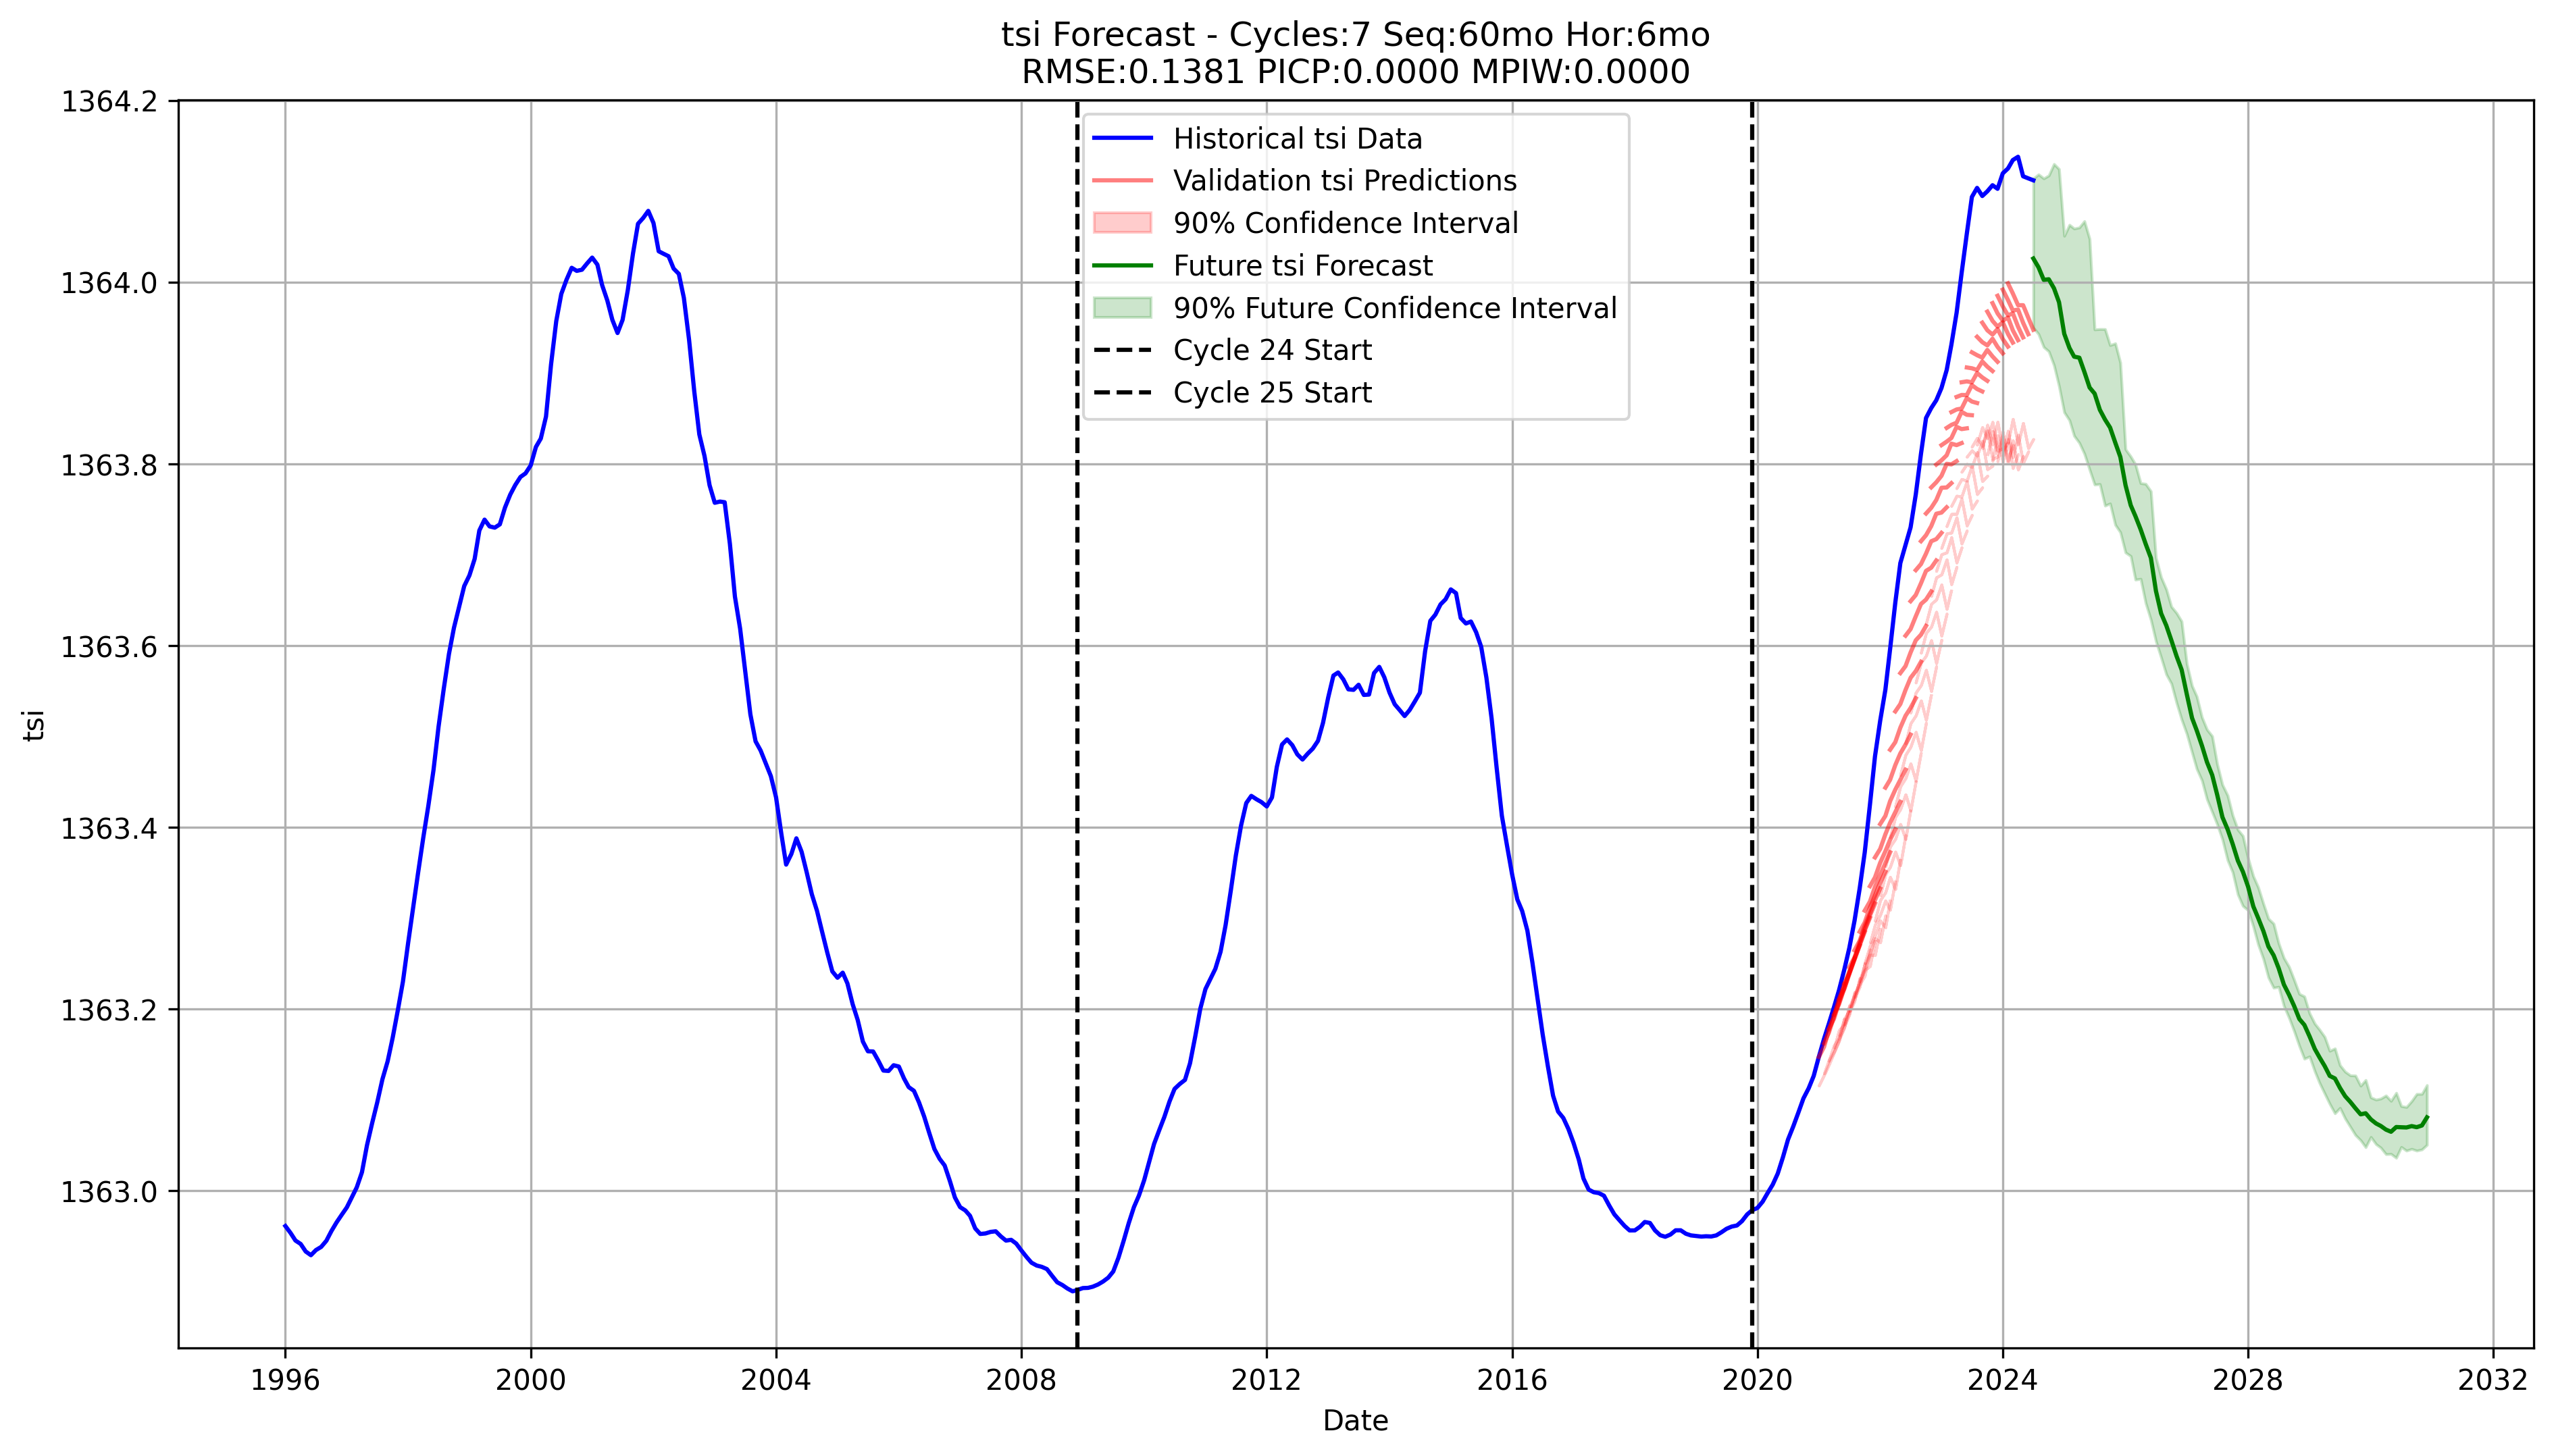 tsi Forecast - Cycles:7 Seq:60mo Hor:6mo
RMSE:0.1381 PICP:0.0000 MPIW:0.0000
1364.2
1364.0
1363.8
1363.6
1363.4
1363.2
1363.0
tsi
Historical tsi Data
Validation tsi Predictions
90% Confidence Interval
Future tsi Forecast
90% Future Confidence Interval
Cycle 24 Start
Cycle 25 Start
1996 2000 2004 2008 2012 2016 2020 2024 2028 2032
Date